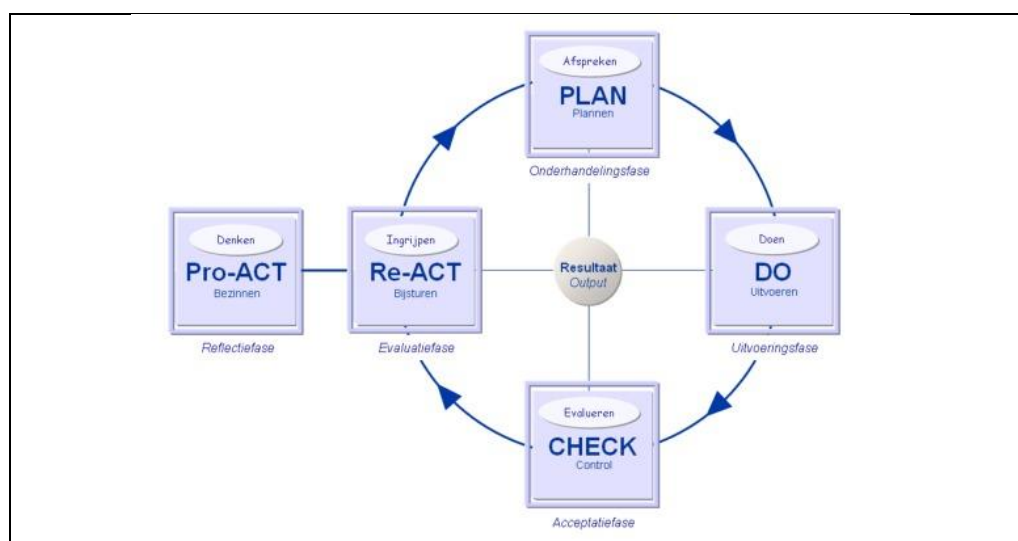 Afspreken
PLAN
Plannen
Onderhandelingsfase
Denken
Pro-ACT
Bezinnen
Reflectiefase
Ingrijpen
Re-ACT
Bijsturen
Evaluatiefase
Resultaat
Output
Doen
DO
Uitvoeren
Uitvoeringsfase
Evalueren
CHECK
Control
Acceptatiefase